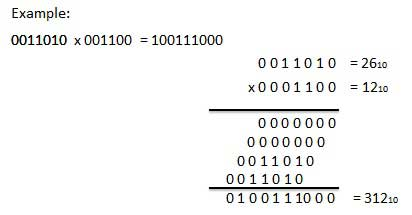 Example:
0011010 x 001100 = 100111000
0 0 1 1 0 1 0 = 26₁₀
x 0 0 0 1 1 0 0 = 12₁₀
0 0 0 0 0 0 0
0 0 0 0 0 0 0
0 0 1 1 0 1 0
0 0 1 1 0 1 0
0 1 0 0 1 1 1 0 0 0 = 312₁₀